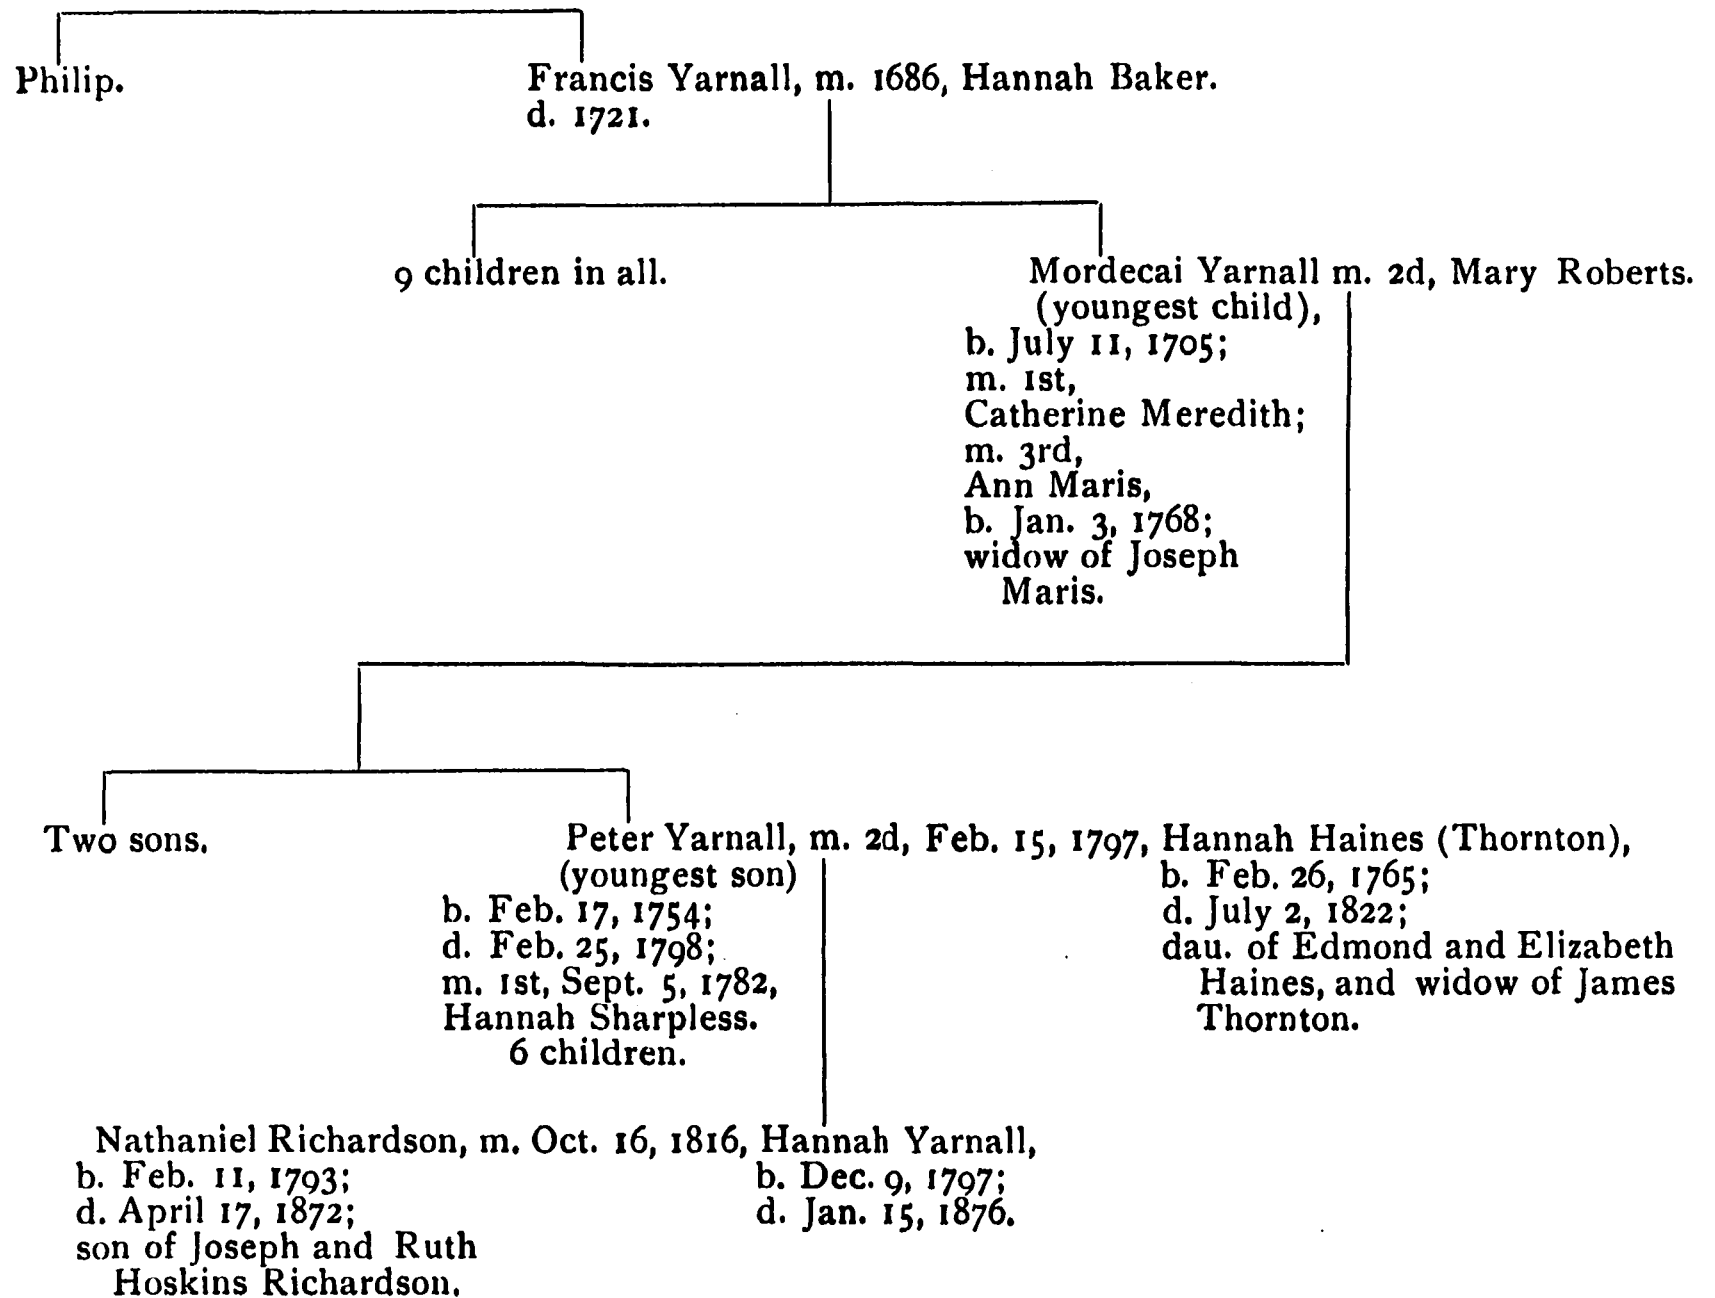 Philip.
Francis Yarnall, m. 1686, Hannah Baker.
d. 1721.
9 children in all.
Mordecai Yarnall m. 2d, Mary Roberts.
(youngest child),
b. July 11, 1705;
m. 1st,
Catherine Meredith;
m. 3rd,
Ann Maris,
b. Jan. 3, 1768;
widow of Joseph
Maris.
Two sons.
Peter Yarnall, m. 2d, Feb. 15, 1797, Hannah Haines (Thornton),
(youngest son)
b. Feb. 17, 1754;
d. Feb. 25, 1798;
m. 1st, Sept. 5, 1782,
Hannah Sharpless.
6 children.
b. Feb. 26, 1765;
d. July 2, 1822;
dau. of Edmond and Elizabeth
Haines, and widow of James
Thornton.
Nathaniel Richardson, m. Oct. 16, 1816, Hannah Yarnall,
b. Feb. 11, 1793;
d. April 17, 1872;
son of Joseph and Ruth
Hoskins Richardson.
b. Dec. 9, 1797;
d. Jan. 15, 1876.